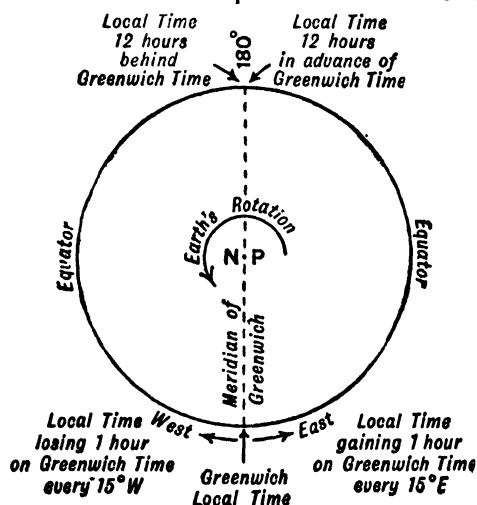 Local Time
12 hours
behind
Greenwich Time
180°
Local Time
12 hours
in advance of
Greenwich Time
Equator
Earth's Rotation
N.P
Equator
Meridian of
Greenwich
West
East
Local Time
losing 1 hour
on Greenwich Time
every 15°W
Greenwich
Local Time
Local Time
gaining 1 hour
on Greenwich Time
every 15°E